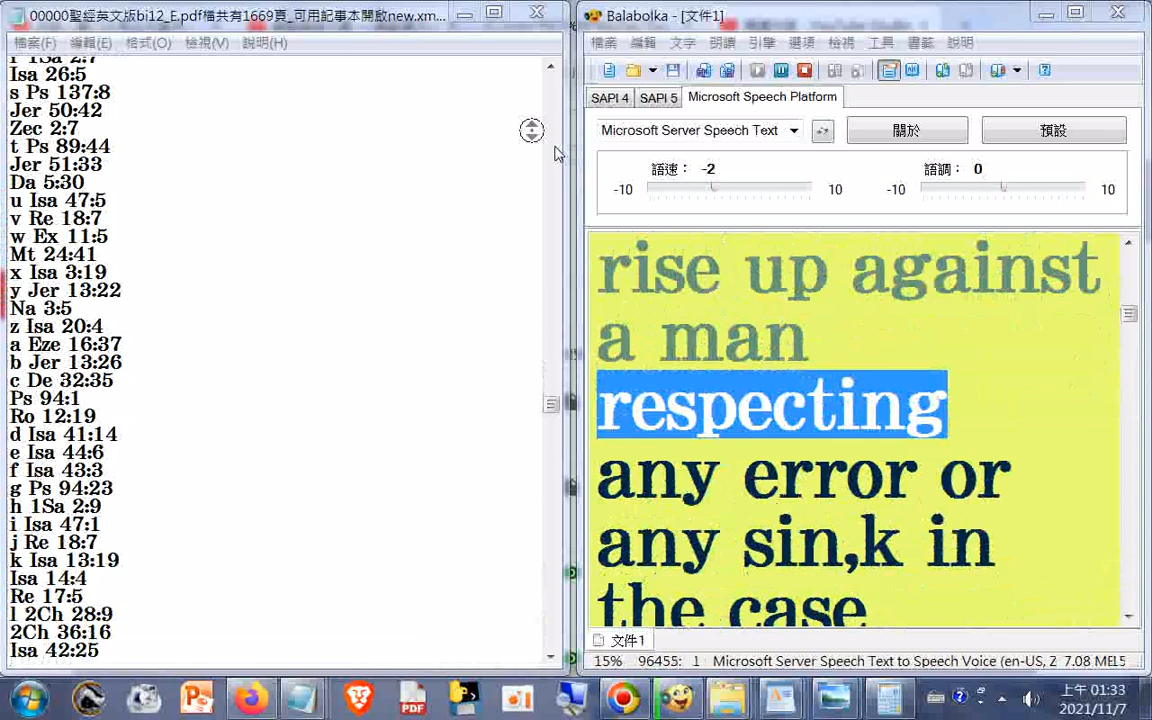 00000聖經英文版bi12_E.pdf檔共有1669頁_可用記事本開啟new.xm...
檔案(F) 編輯(E) 格式(O) 檢視(V) 說明(H)
r 1Sa 2:7
Isa 26:5
s Ps 137:8
Jer 50:42
Zec 2:7
t Ps 89:44
Jer 51:33
Da 5:30
u Isa 47:5
v Re 18:7
w Ex 11:5
Mt 24:41
x Isa 3:19
y Jer 13:22
Na 3:5
z Isa 20:4
a Eze 16:37
b Jer 13:26
c De 32:35
Ps 94:1
Ro 12:19
d Isa 41:14
e Isa 44:6
f Isa 43:3
g Ps 94:23
h 1Sa 2:9
i Isa 47:1
j Re 18:7
k Isa 13:19
Isa 14:4
Re 17:5
l 2Ch 28:9
2Ch 36:16
Isa 42:25
Balabolka - [文件1]
檔案 編輯 文字 朗讀 引擎 選項 檢視 工具 書籤 說明
SAPI 4 SAPI 5 Microsoft Speech Platform
Microsoft Server Speech Text 關於 預設
語速： -2 語調： 0
-10 10 -10 10
rise up against
a man
respecting
any error or
any sin,k in
the case
文件1
15% 96455: 1 Microsoft Server Speech Text to Speech Voice (en-US, 2 7.08 МЕ15
PDF
上午 01:33
2021/11/7